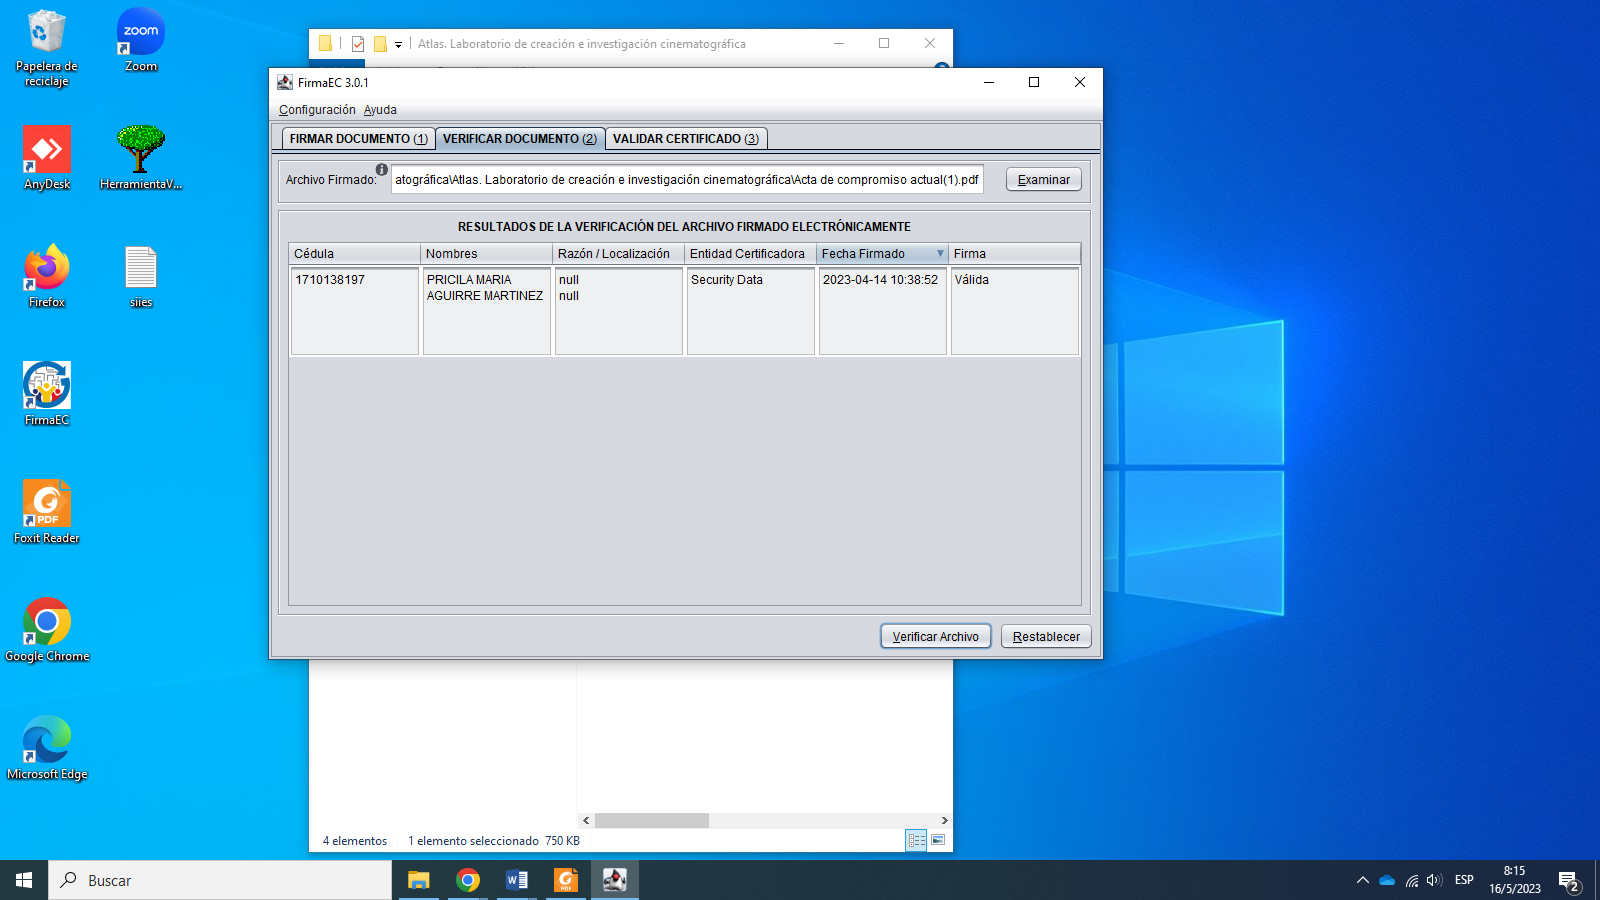 Papelera de
reciclaje
Zoom
zoom
AnyDesk
HerramientaV...
Firefox
siies
FirmaEC
Foxit Reader
PDF
Google Chrome
Microsoft Edge
Atlas. Laboratorio de creación e investigación cinematográfica
FirmaEC 3.0.1
Configuración Ayuda
FIRMAR DOCUMENTO (1) VERIFICAR DOCUMENTO (2) VALIDAR CERTIFICADO (3)
Archivo Firmado: atográfica\Atlas. Laboratorio de creación e investigación cinematográfica\Acta de compromiso actual(1).pdf Examinar
RESULTADOS DE LA VERIFICACIÓN DEL ARCHIVO FIRMADO ELECTRÓNICAMENTE
Cédula Nombres Razón / Localización Entidad Certificadora Fecha Firmado Firma
1710138197 PRICILA MARIA null Security Data 2023-04-14 10:38:52 Válida
AGUIRRE MARTINEZ null
Verificar Archivo Restablecer
4 elementos 1 elemento seleccionado 750 KB
Buscar
PDF
ESP
8:15
16/5/2023
2